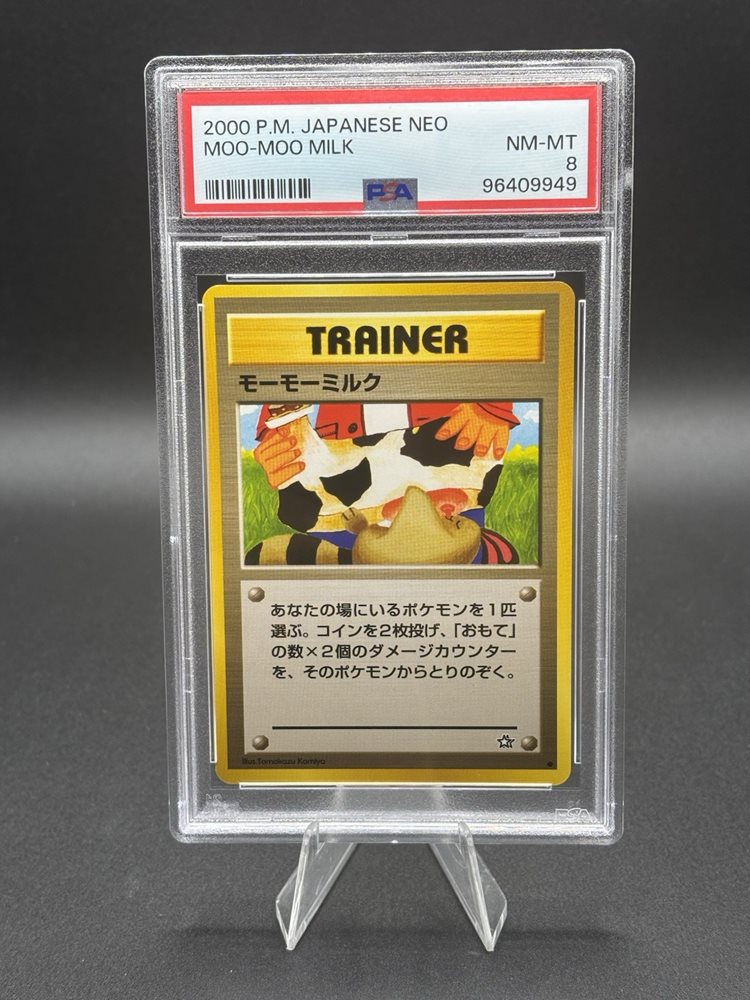 2000 P.M. JAPANESE NEO
MOO-MOO MILK
NM-MT
8
96409949
PSA
TRAINER
モーモーミルク
あなたの場にいるポケモンを1匹
選ぶ。コインを2枚投げ、「おもて」
の数×2個のダメージカウンター
を、そのポケモンからとりのぞく。
Illus.Tomokazu Komiya
PSA